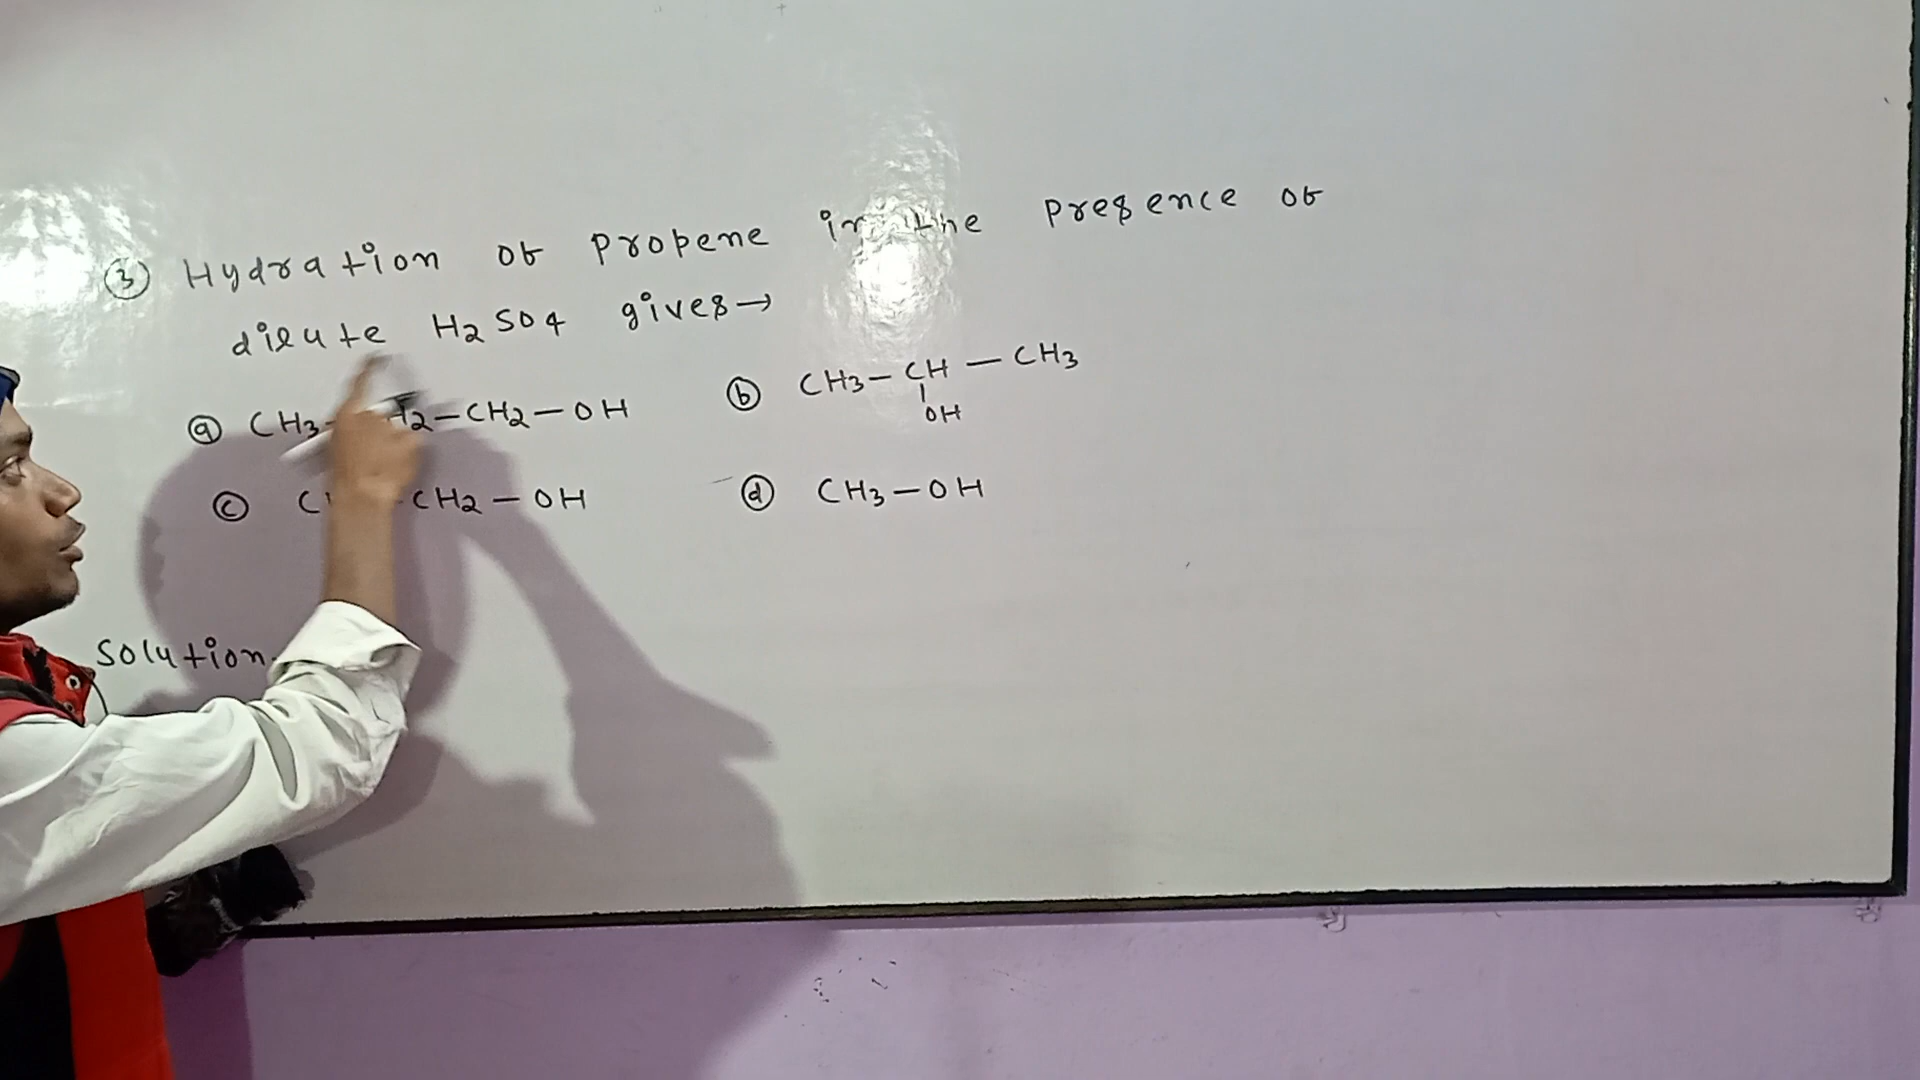 ③ Hydration of propene in the presence of
dilute H2SO4 gives→
ⓐ CH3- H2-CH2-OH ⓑ CH3-CH-CH3
OH
ⓒ CH2-OH ⓓ CH3-OH
Solution